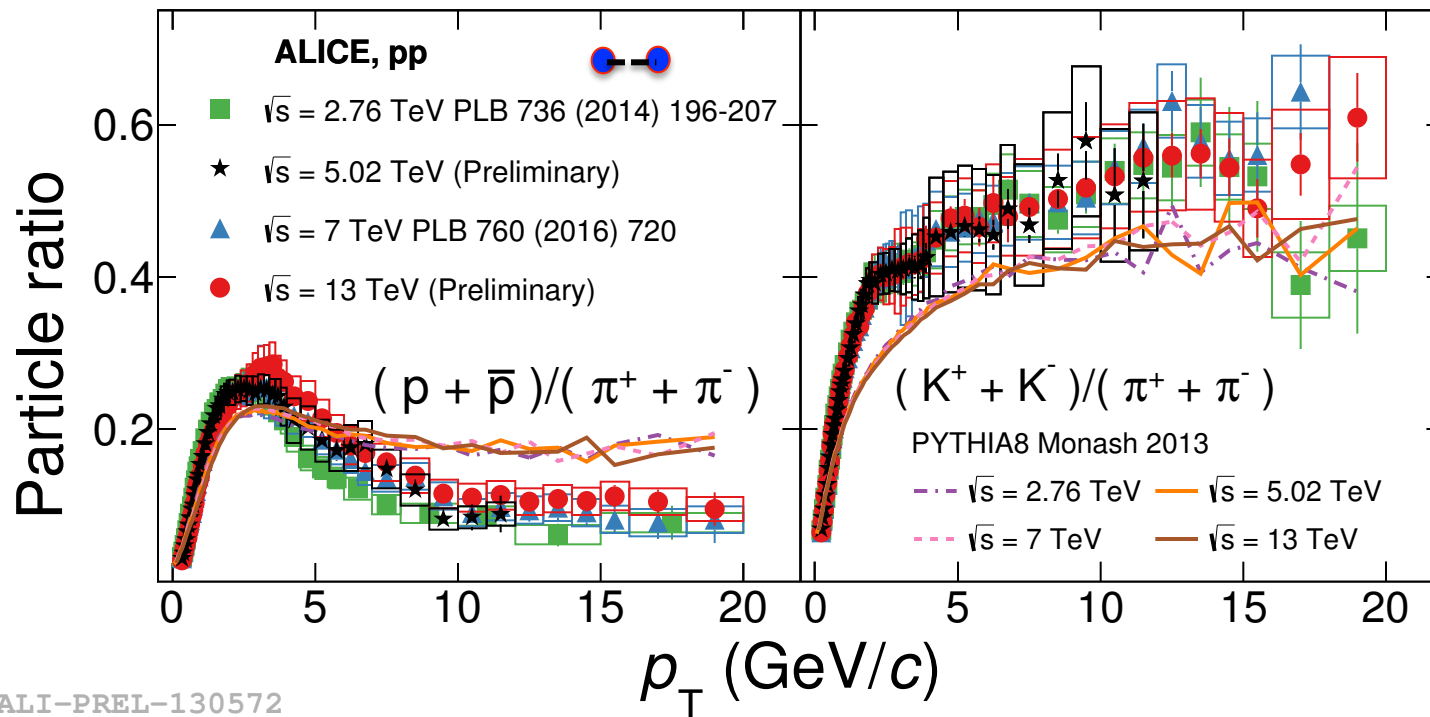 ALICE, pp
√s = 2.76 TeV PLB 736 (2014) 196-207
√s = 5.02 TeV (Preliminary)
√s = 7 TeV PLB 760 (2016) 720
√s = 13 TeV (Preliminary)
Particle ratio
0.6
0.4
0.2
( p + p̅ )/( π⁺ + π⁻ )
( K⁺ + K⁻ )/( π⁺ + π⁻ )
PYTHIA8 Monash 2013
√s = 2.76 TeV √s = 5.02 TeV
√s = 7 TeV √s = 13 TeV
0 5 10 15 20 0 5 10 15 20
p_T (GeV/c)
ALI-PREL-130572